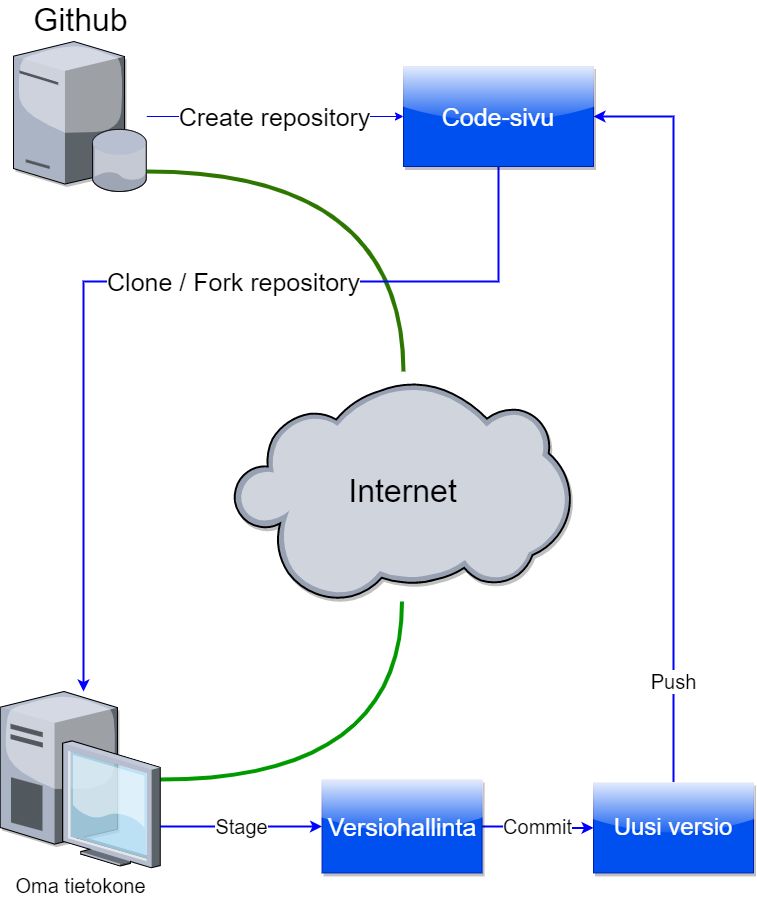 Github
Create repository
Code-sivu
Clone / Fork repository
Internet
Push
Stage
Versiohallinta
Commit
Uusi versio
Oma tietokone